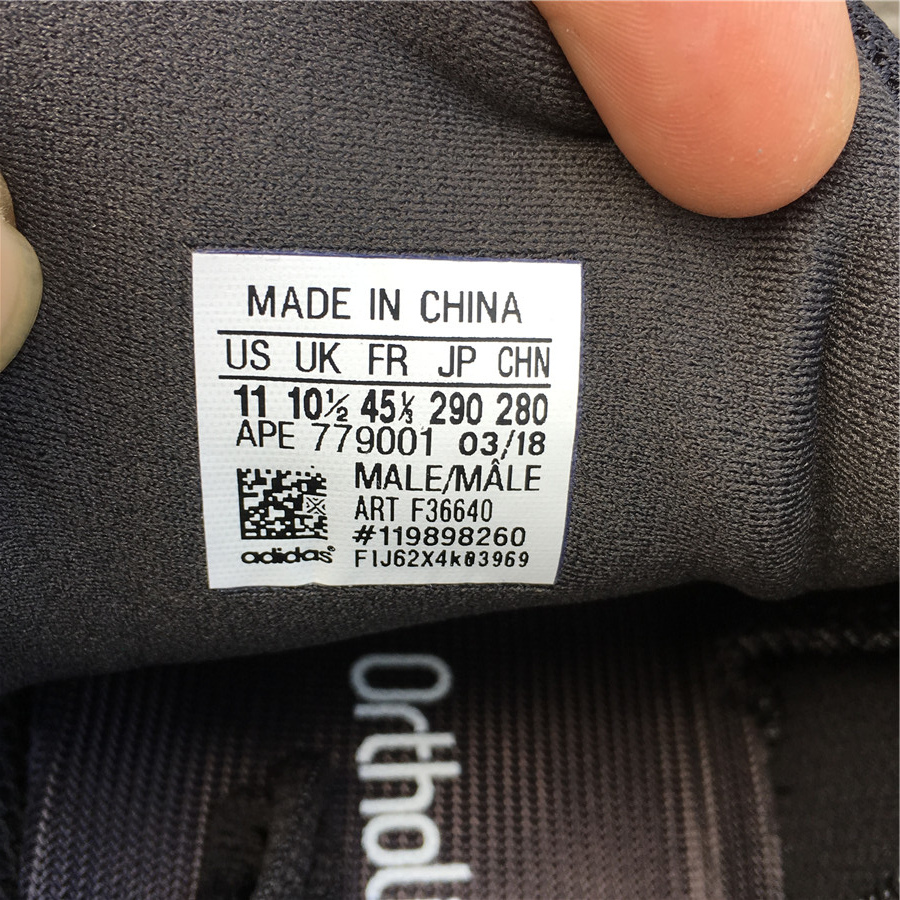 MADE IN CHINA
US UK FR JP CHN
11 10½ 45⅓ 290 280
APE 779001 03/18
MALE/MÂLE
ART F36640
#119898260
adidas®
FIJ62X4k03969
Orthol